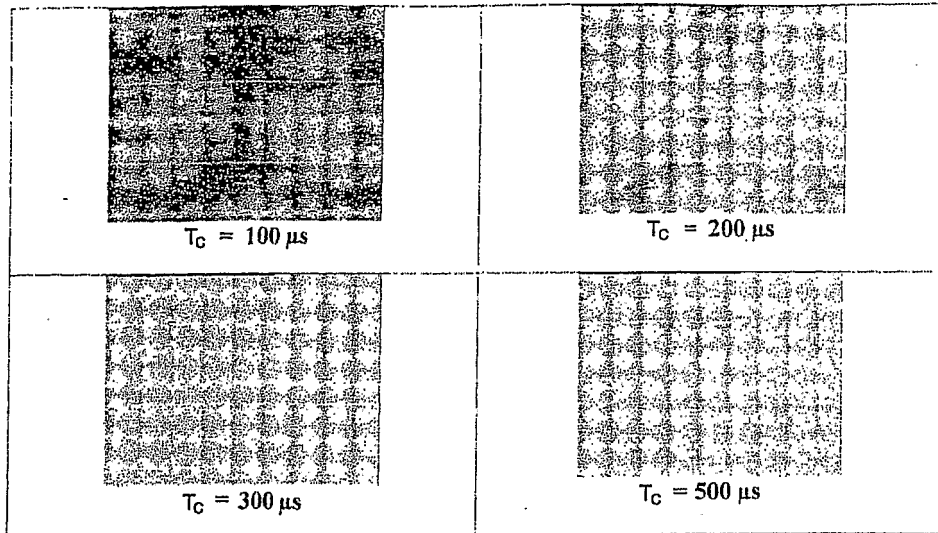 T_C = 100 µs
T_C = 200 µs
T_C = 300 µs
T_C = 500 µs